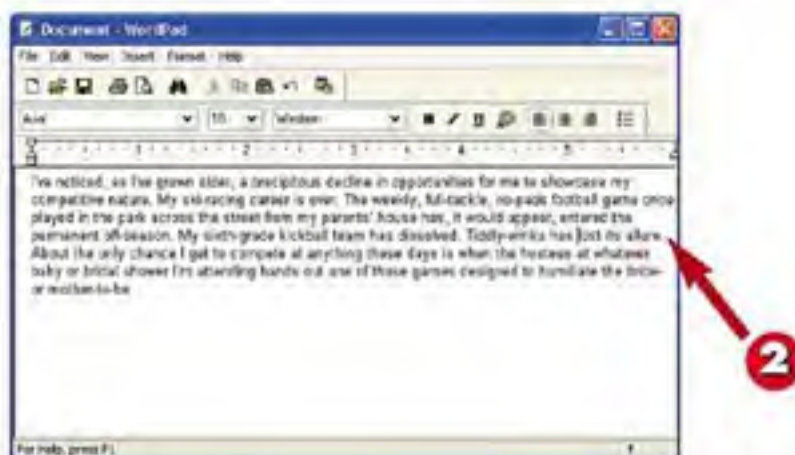 Document - WordPad
File Edit View Insert Format Help
Arial 10 Western
1 2 3 4 5
I've noticed, as I've grown older, a precipitous decline in opportunities for me to showcase my
competitive nature. My ski-racing career is over. The weekly, full-tackle, no-pads football game once
played in the park across the street from my parents' house has, it would appear, entered the
permanent off-season. My sixth-grade kickball team has dissolved. Tiddly-winks has lost its allure.
About the only chance I get to compete at anything these days is when the hostess at whatever
baby or bridal shower I'm attending hands out one of those games designed to humiliate the bride-
or mother-to-be
For Help, press F1
2